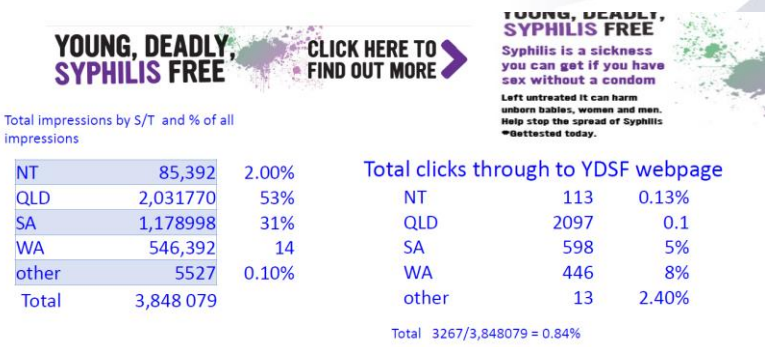 YOUNG, DEADLY,
SYPHILIS FREE
CLICK HERE TO
FIND OUT MORE
YOUNG, DEADLY,
SYPHILIS FREE
Syphilis is a sickness
you can get if you have
sex without a condom
Left untreated it can harm
unborn babies, women and men.
Help stop the spread of Syphilis
Gettested today.
Total impressions by S/T and % of all
impressions
NT 85,392 2.00%
QLD 2,031770 53%
SA 1,178998 31%
WA 546,392 14
other 5527 0.10%
Total 3,848 079
Total clicks through to YDSF webpage
NT 113 0.13%
QLD 2097 0.1
SA 598 5%
WA 446 8%
other 13 2.40%
Total 3267/3,848079 = 0.84%